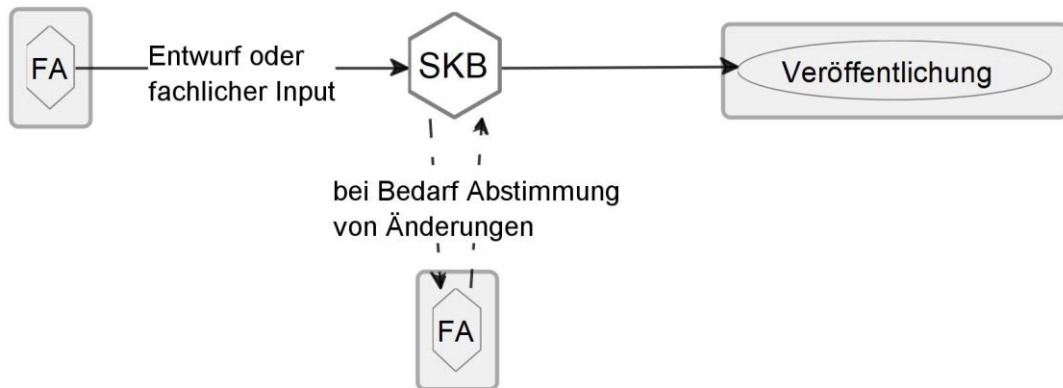 FA
Entwurf oder
fachlicher Input
SKB
Veröffentlichung
bei Bedarf Abstimmung
von Änderungen
FA